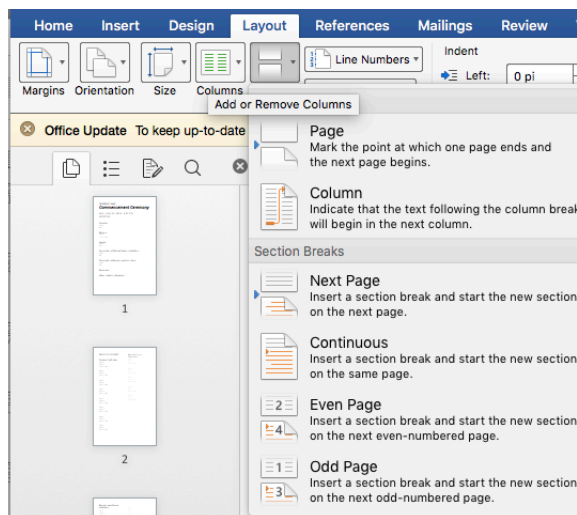 Home Insert Design Layout References Mailings Review
Line Numbers
Indent
Left: 0 pi
Margins Orientation Size Columns
Add or Remove Columns
Office Update To keep up-to-date
Page
Mark the point at which one page ends and
the next page begins.
Column
Indicate that the text following the column break
will begin in the next column.
Section Breaks
Next Page
Insert a section break and start the new section
on the next page.
Continuous
Insert a section break and start the new section
on the same page.
2
4
Even Page
Insert a section break and start the new section
on the next even-numbered page.
1
3
Odd Page
Insert a section break and start the new section
on the next odd-numbered page.
Commencement Ceremony
1
2